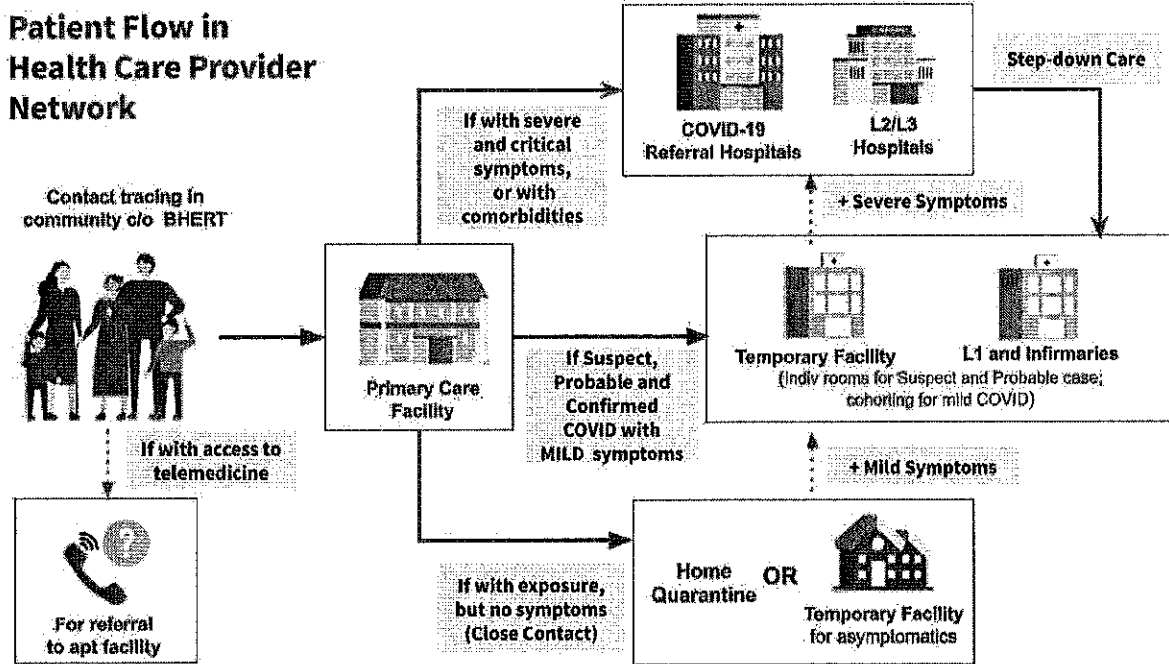 Patient Flow in
Health Care Provider
Network
Contact tracing in
community c/o BHERT
If with access to
telemedicine
For referral
to apt facility
Primary Care
Facility
If with severe
and critical
symptoms,
or with
comorbidities
COVID-19
Referral Hospitals
L2/L3
Hospitals
Step-down Care
+ Severe Symptoms
If Suspect,
Probable and
Confirmed
COVID with
MILD symptoms
Temporary Facility
L1 and Infirmaries
(Indiv rooms for Suspect and Probable case;
cohorting for mild COVID)
+ Mild Symptoms
If with exposure,
but no symptoms
(Close Contact)
Home
Quarantine
OR
Temporary Facility
for asymptomatics